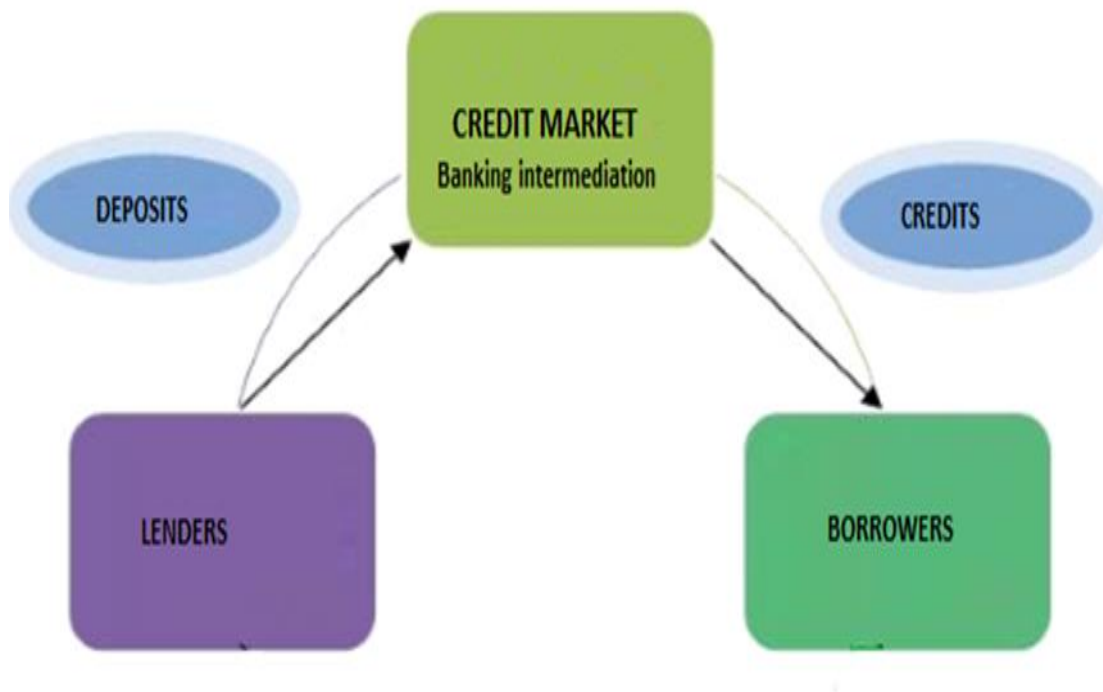 CREDIT MARKET
Banking intermediation
DEPOSITS
CREDITS
LENDERS
BORROWERS